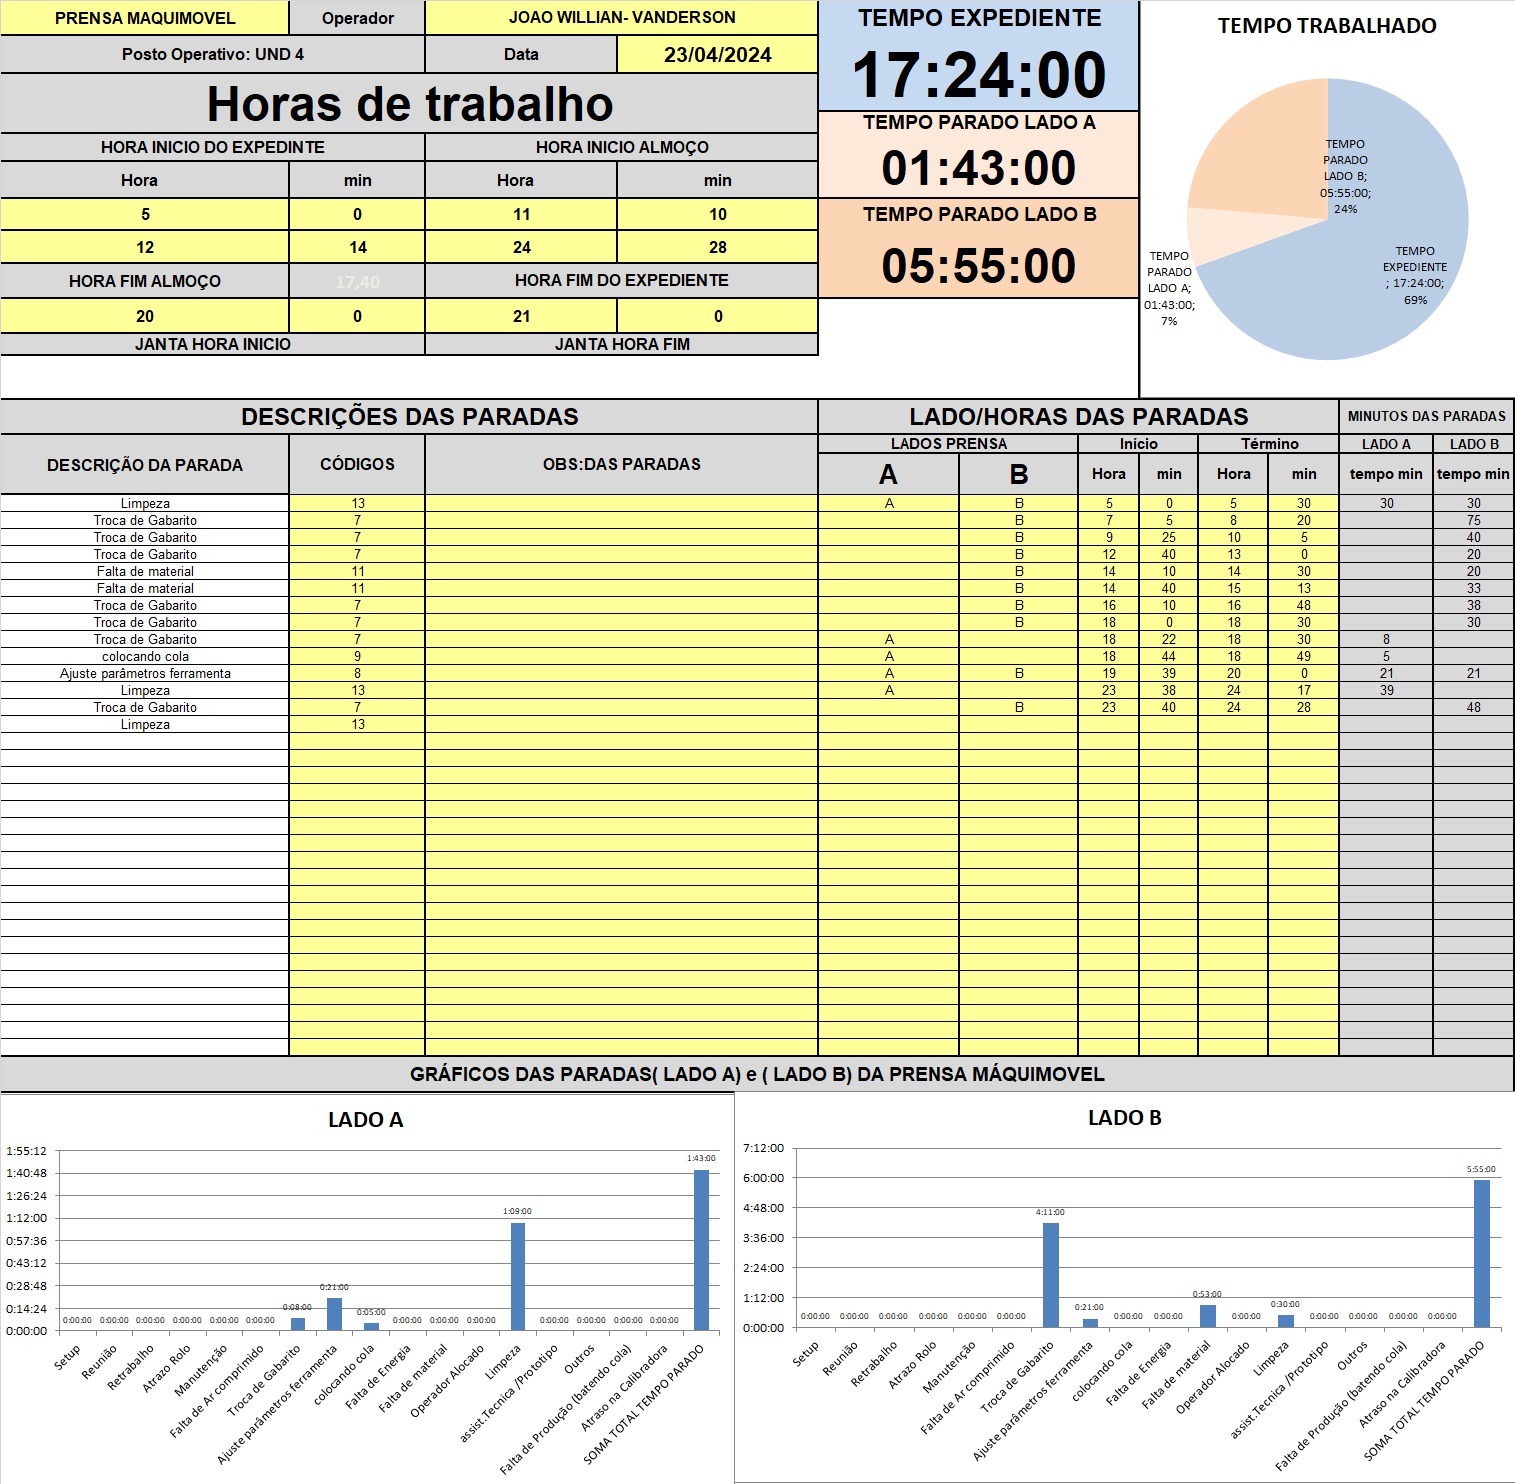 PRENSA MAQUIMOVEL Operador JOAO WILLIAN- VANDERSON
Posto Operativo: UND 4 Data 23/04/2024
Horas de trabalho
HORA INICIO DO EXPEDINTE HORA INICIO ALMOÇO
Hora min Hora min
5 0 11 10
12 14 24 28
HORA FIM ALMOÇO 17,40 HORA FIM DO EXPEDIENTE
20 0 21 0
JANTA HORA INICIO JANTA HORA FIM
TEMPO EXPEDIENTE
17:24:00
TEMPO PARADO LADO A
01:43:00
TEMPO PARADO LADO B
05:55:00
TEMPO TRABALHADO
TEMPO
PARADO
LADO B;
05:55:00;
24%
TEMPO
EXPEDIENTE
; 17:24:00;
69%
TEMPO
PARADO
LADO A;
01:43:00;
7%
DESCRIÇÕES DAS PARADAS LADO/HORAS DAS PARADAS MINUTOS DAS PARADAS
DESCRIÇÃO DA PARADA CÓDIGOS OBS:DAS PARADAS LADOS PRENSA Início Término LADO A LADO B
A B Hora min Hora min tempo min tempo min
Limpeza 13 A B 5 0 5 30 30 30
Troca de Gabarito 7 B 7 5 8 20 75
Troca de Gabarito 7 B 9 25 10 5 40
Troca de Gabarito 7 B 12 40 13 0 20
Falta de material 11 B 14 10 14 30 20
Falta de material 11 B 14 40 15 13 33
Troca de Gabarito 7 B 16 10 16 48 38
Troca de Gabarito 7 B 18 0 18 30 30
Troca de Gabarito 7 A 18 22 18 30 8
colocando cola 9 A 18 44 18 49 5
Ajuste parâmetros ferramenta 8 A B 19 39 20 0 21 21
Limpeza 13 A 23 38 24 17 39
Troca de Gabarito 7 B 23 40 24 28 48
Limpeza 13
GRÁFICOS DAS PARADAS( LADO A) e ( LADO B) DA PRENSA MÁQUIMOVEL
LADO A
1:55:12
1:40:48
1:26:24
1:12:00
0:57:36
0:43:12
0:28:48
0:14:24
0:00:00
0:00:00 0:00:00 0:00:00 0:00:00 0:00:00 0:00:00 0:08:00 0:21:00 0:05:00 0:00:00 0:00:00 0:00:00 1:09:00 0:00:00 0:00:00 0:00:00 0:00:00 1:43:00
Setup
Reunião
Retrabalho
Atrazo Rolo
Manutenção
Falta de Ar comprimido
Troca de Gabarito
Ajuste parâmetros ferramenta
colocando cola
Falta de Energia
Falta de material
Operador Alocado
Limpeza
assist.Tecnica /Prototipo
Outros
Falta de Produção (batendo cola)
Atraso na Calibradora
SOMA TOTAL TEMPO PARADO
LADO B
7:12:00
6:00:00
4:48:00
3:36:00
2:24:00
1:12:00
0:00:00
0:00:00 0:00:00 0:00:00 0:00:00 0:00:00 0:00:00 4:11:00 0:21:00 0:00:00 0:00:00 0:53:00 0:00:00 0:30:00 0:00:00 0:00:00 0:00:00 0:00:00 5:55:00
Setup
Reunião
Retrabalho
Atrazo Rolo
Manutenção
Falta de Ar comprimido
Troca de Gabarito
Ajuste parâmetros ferramenta
colocando cola
Falta de Energia
Falta de material
Operador Alocado
Limpeza
assist.Tecnica /Prototipo
Outros
Falta de Produção (batendo cola)
Atraso na Calibradora
SOMA TOTAL TEMPO PARADO